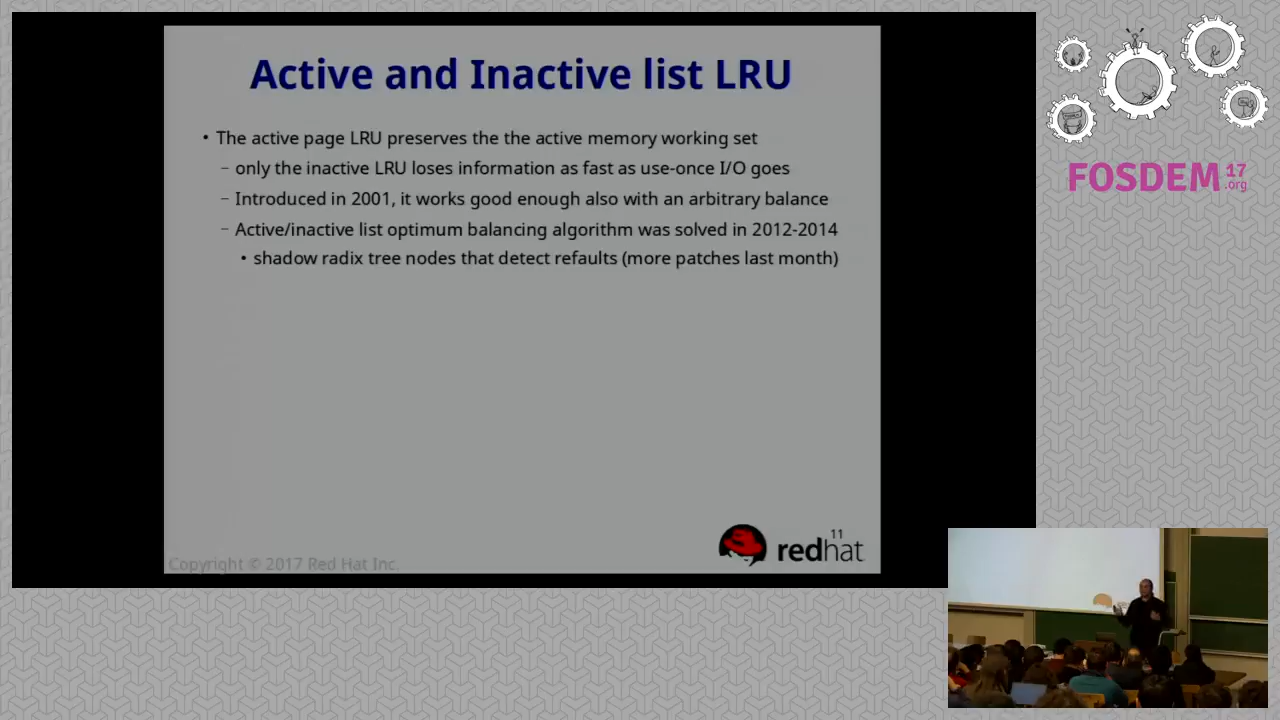 Active and Inactive list LRU
• The active page LRU preserves the the active memory working set
– only the inactive LRU loses information as fast as use-once I/O goes
– Introduced in 2001, it works good enough also with an arbitrary balance
– Active/inactive list optimum balancing algorithm was solved in 2012-2014
• shadow radix tree nodes that detect refaults (more patches last month)
11
redhat
Copyright © 2017 Red Hat Inc.
FOSDEM 17
.org